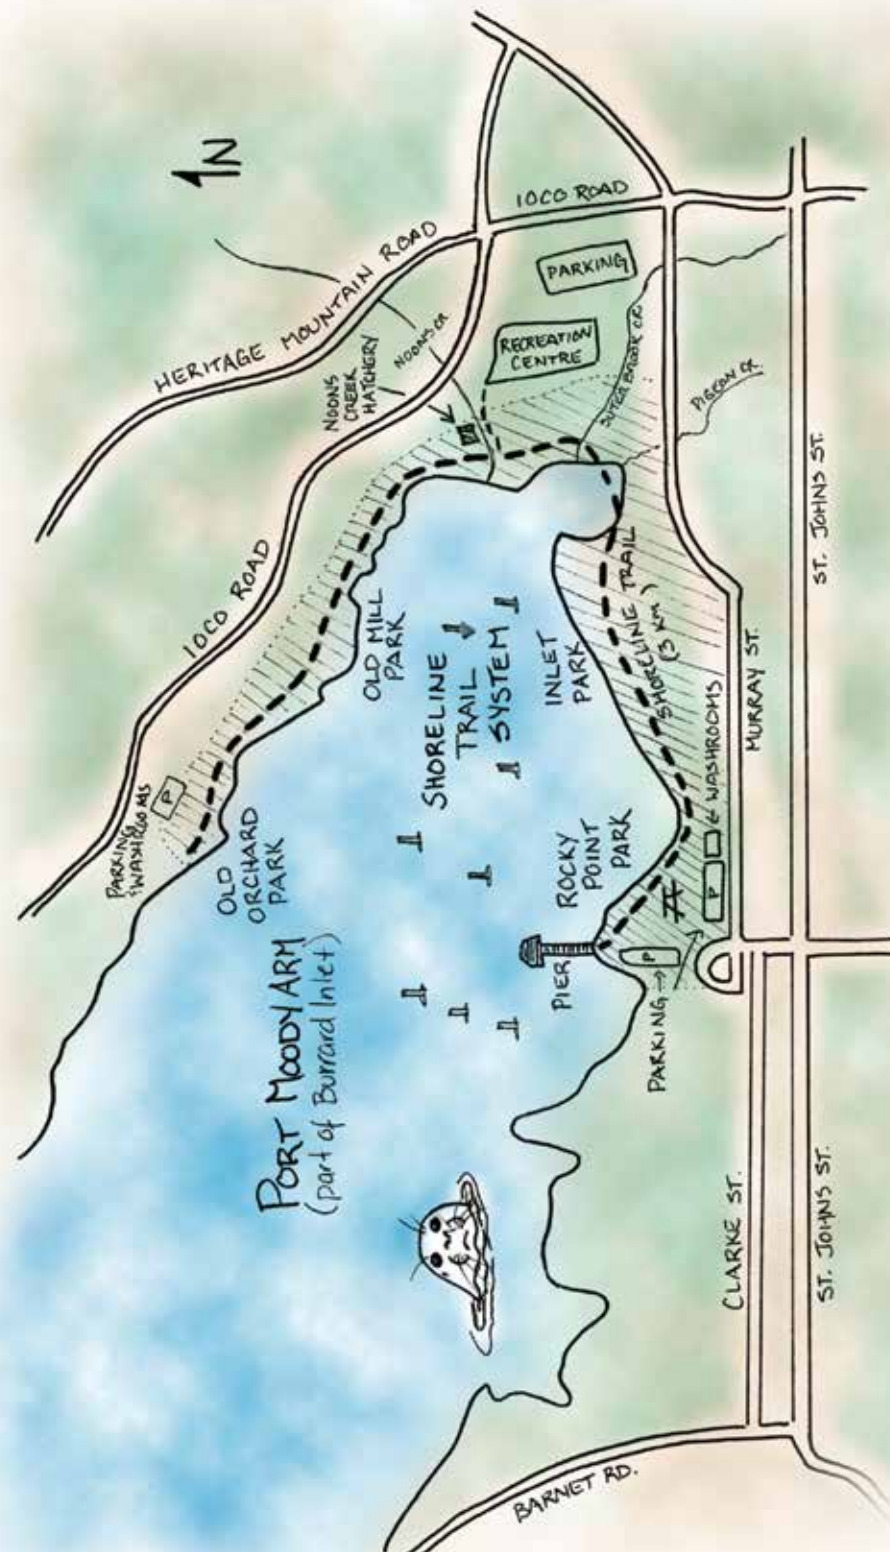 N
HERITAGE MOUNTAIN ROAD
IOCO ROAD
PARKING
NOONS
CREEK
HATCHERY
NOONS CR
RECREATION
CENTRE
DUTCH BADGER CR.
PIGEON CR
IOCO ROAD
PARKING
& WASHROOMS
P
OLD
ORCHARD
PARK
OLD MILL
PARK
SHORELINE
TRAIL
SYSTEM
INLET
PARK
SHORELINE TRAIL
(3 KM)
ROCKY
POINT
PARK
PIER
P
P
WASHROOMS
PARKING
MURRAY ST.
ST. JOHNS ST.
PORT MOODY ARM
(part of Burrard Inlet)
CLARKE ST.
ST. JOHNS ST.
BARNET RD.